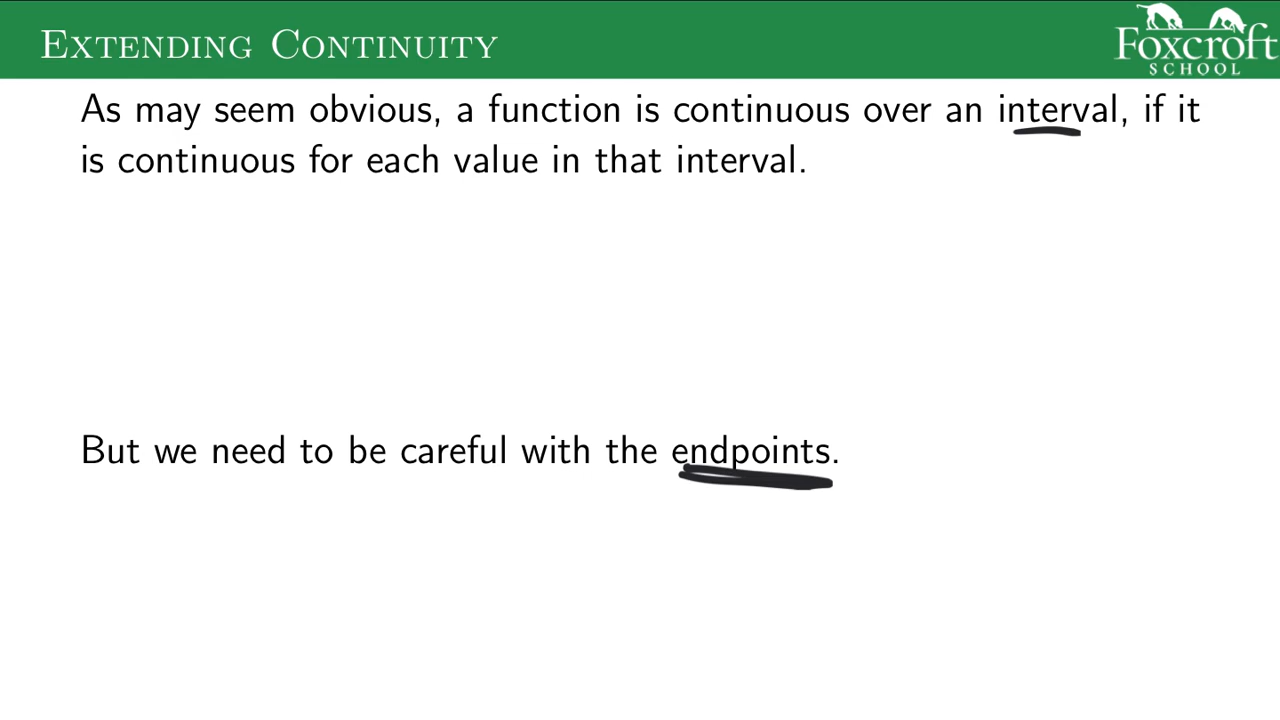 Extending Continuity
Foxcroft
SCHOOL
As may seem obvious, a function is continuous over an interval, if it
is continuous for each value in that interval.
But we need to be careful with the endpoints.